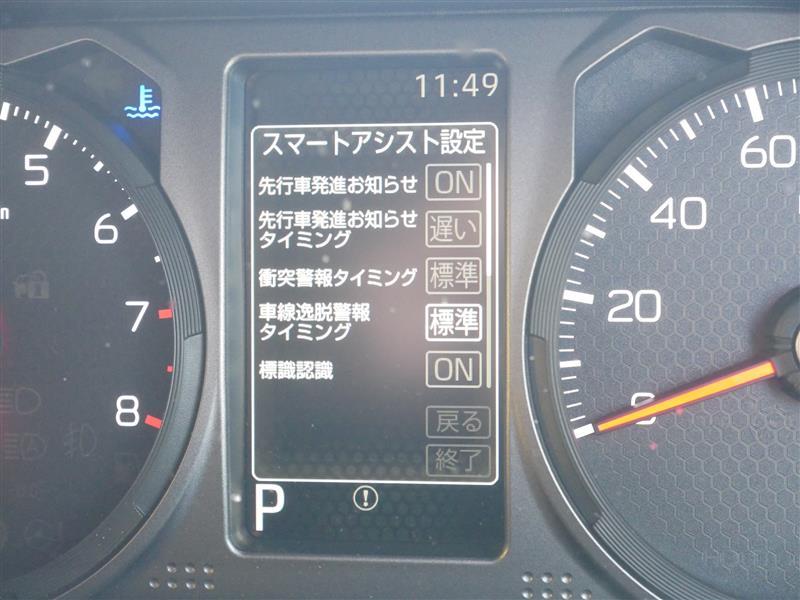 11:49
スマートアシスト設定
先行車発進お知らせ ON
先行車発進お知らせ
タイミング 遅い
衝突警報タイミング 標準
車線逸脱警報
タイミング 標準
標識認識 ON
戻る
終了
P
5
6
7
8
60
40
20